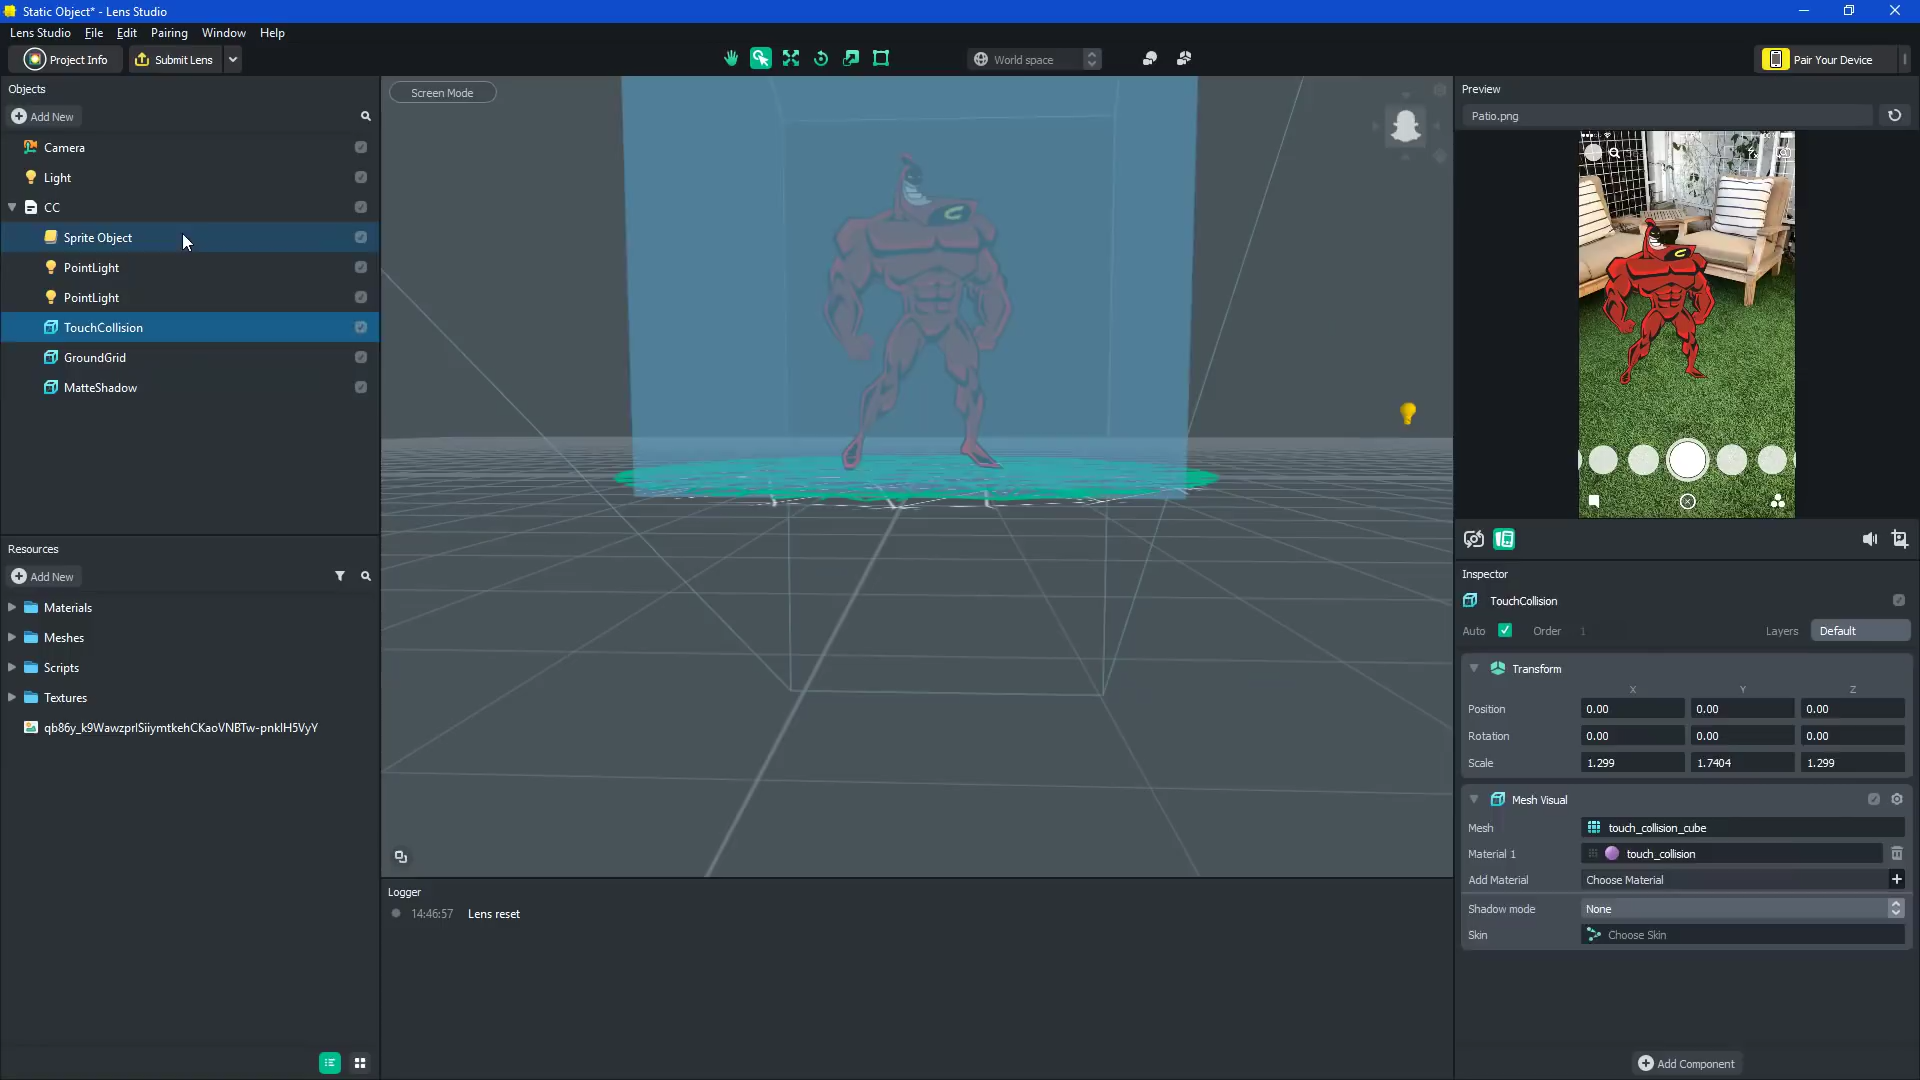 Static Object* - Lens Studio
Lens Studio File Edit Pairing Window Help
Project Info Submit Lens World space Pair Your Device
Objects
Add New
Camera
Light
CC
Sprite Object
PointLight
PointLight
TouchCollision
GroundGrid
MatteShadow
Resources
Add New
Materials
Meshes
Scripts
Textures
Screen Mode
C
Logger
14:46:57 Lens reset
Preview
Patio.png
C
Inspector
TouchCollision
Auto Order 1 Layers Default
Transform
X Y Z
Position 0.00 0.00 0.00
Rotation 0.00 0.00 0.00
Scale 1.299 1.7404 1.299
Mesh Visual
Mesh touch_collision_cube
Material 1 touch_collision
Add Material Choose Material
Shadow mode None
Skin Choose Skin
Add Component